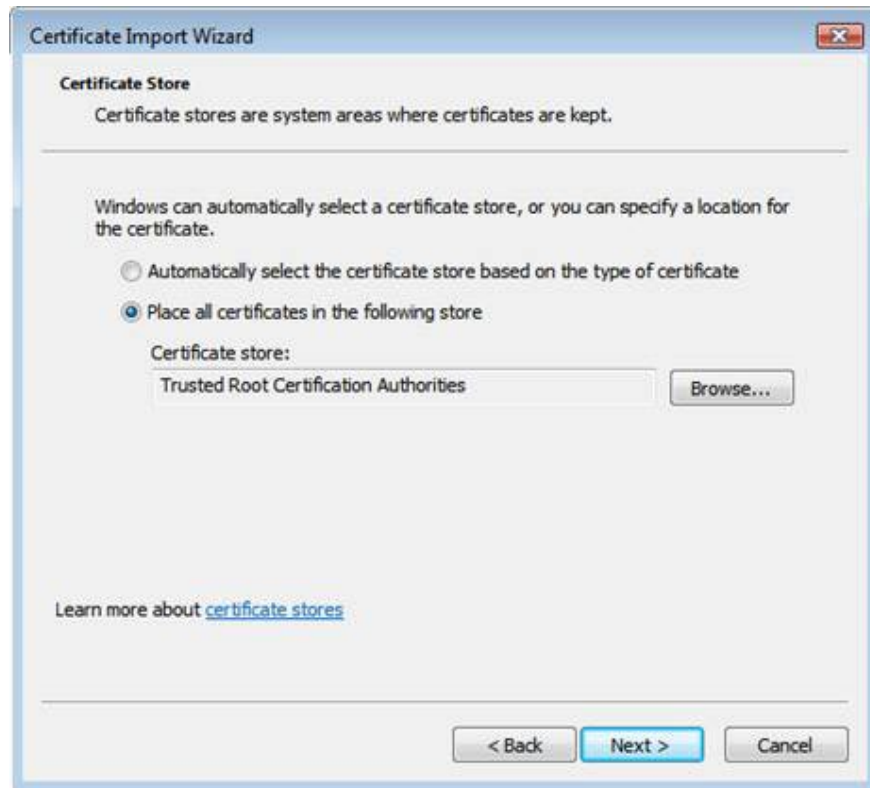 Certificate Import Wizard
Certificate Store
Certificate stores are system areas where certificates are kept.
Windows can automatically select a certificate store, or you can specify a location for
the certificate.
Automatically select the certificate store based on the type of certificate
Place all certificates in the following store
Certificate store:
Trusted Root Certification Authorities
Browse...
Learn more about certificate stores
< Back
Next >
Cancel